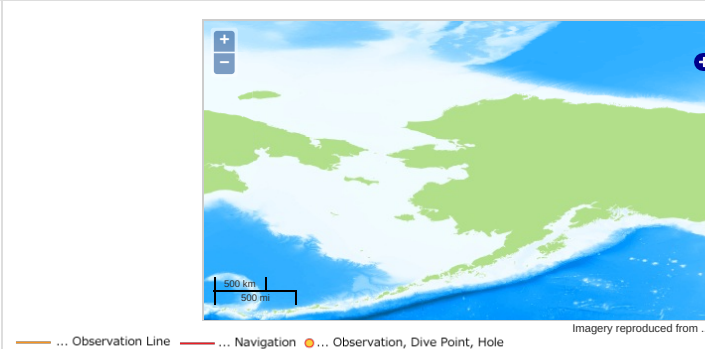 +
−
500 km
500 mi
Imagery reproduced from ..
... Observation Line ... Navigation ... Observation, Dive Point, Hole